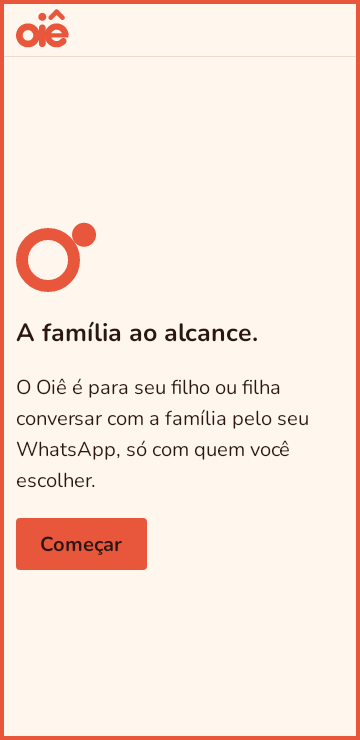 oiê
A família ao alcance.
O Oiê é para seu filho ou filha
conversar com a família pelo seu
WhatsApp, só com quem você
escolher.
Começar